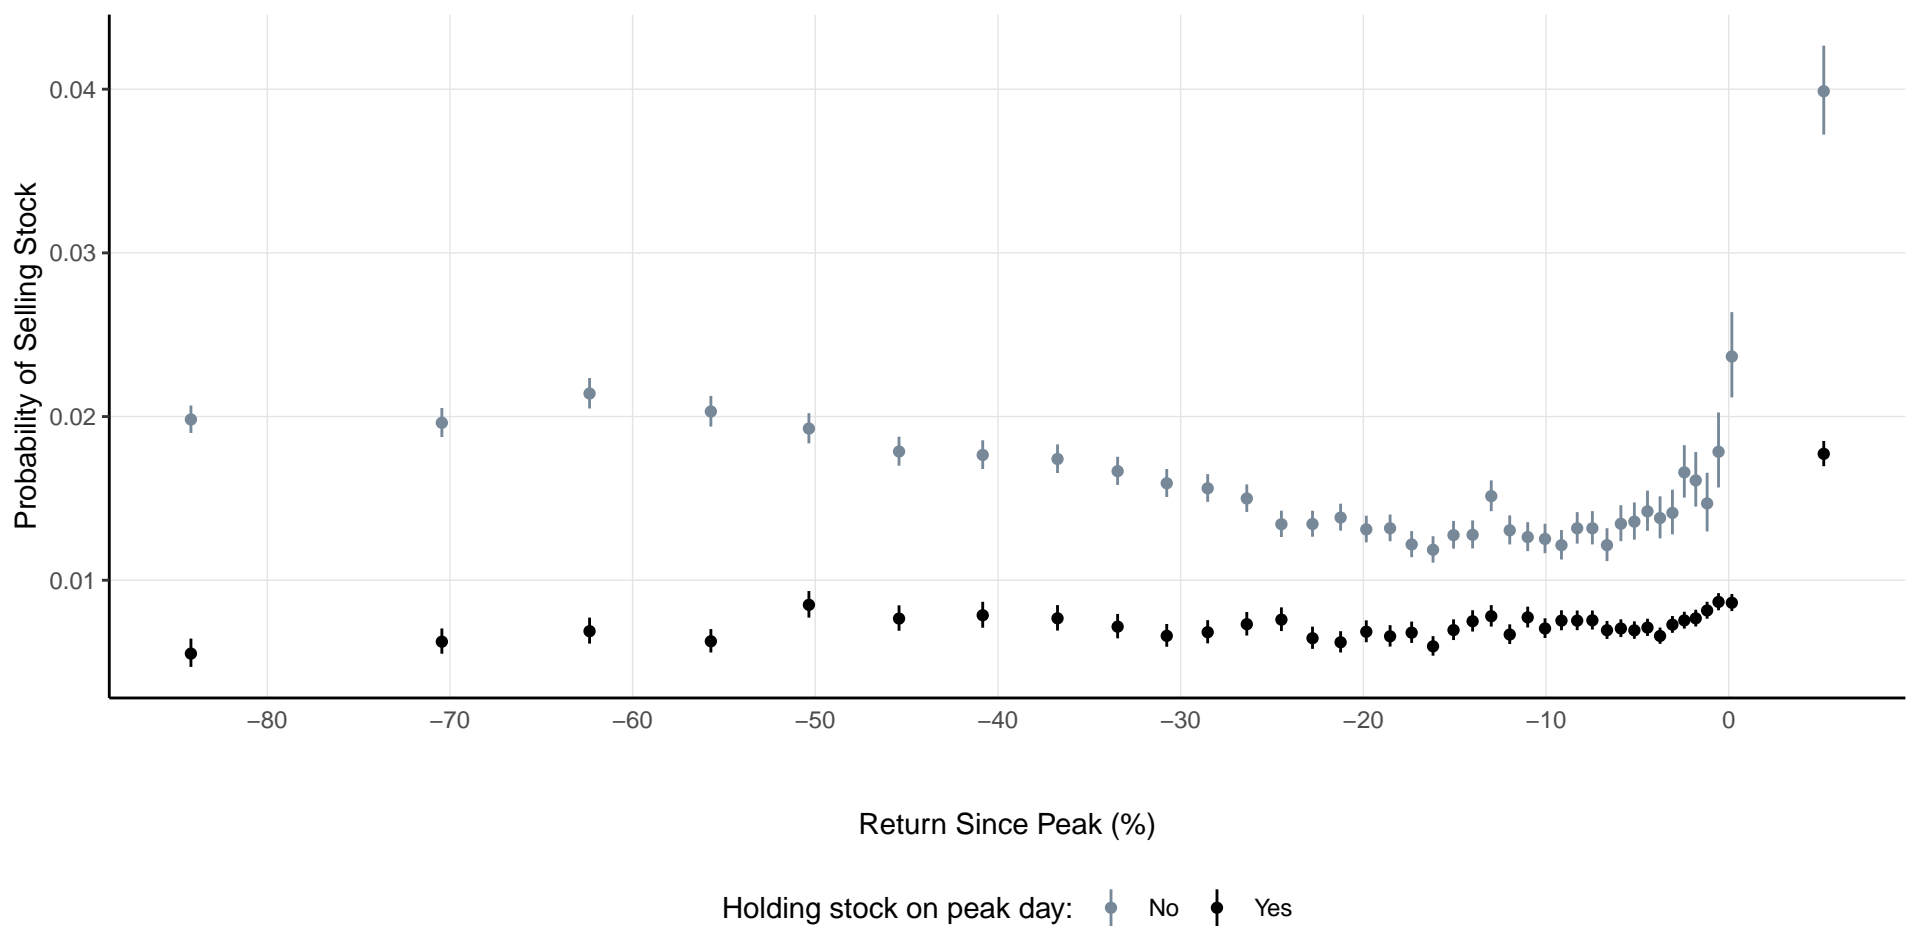 Probability of Selling Stock
0.04
0.03
0.02
0.01
−80 −70 −60 −50 −40 −30 −20 −10 0
Return Since Peak (%)
Holding stock on peak day: No Yes